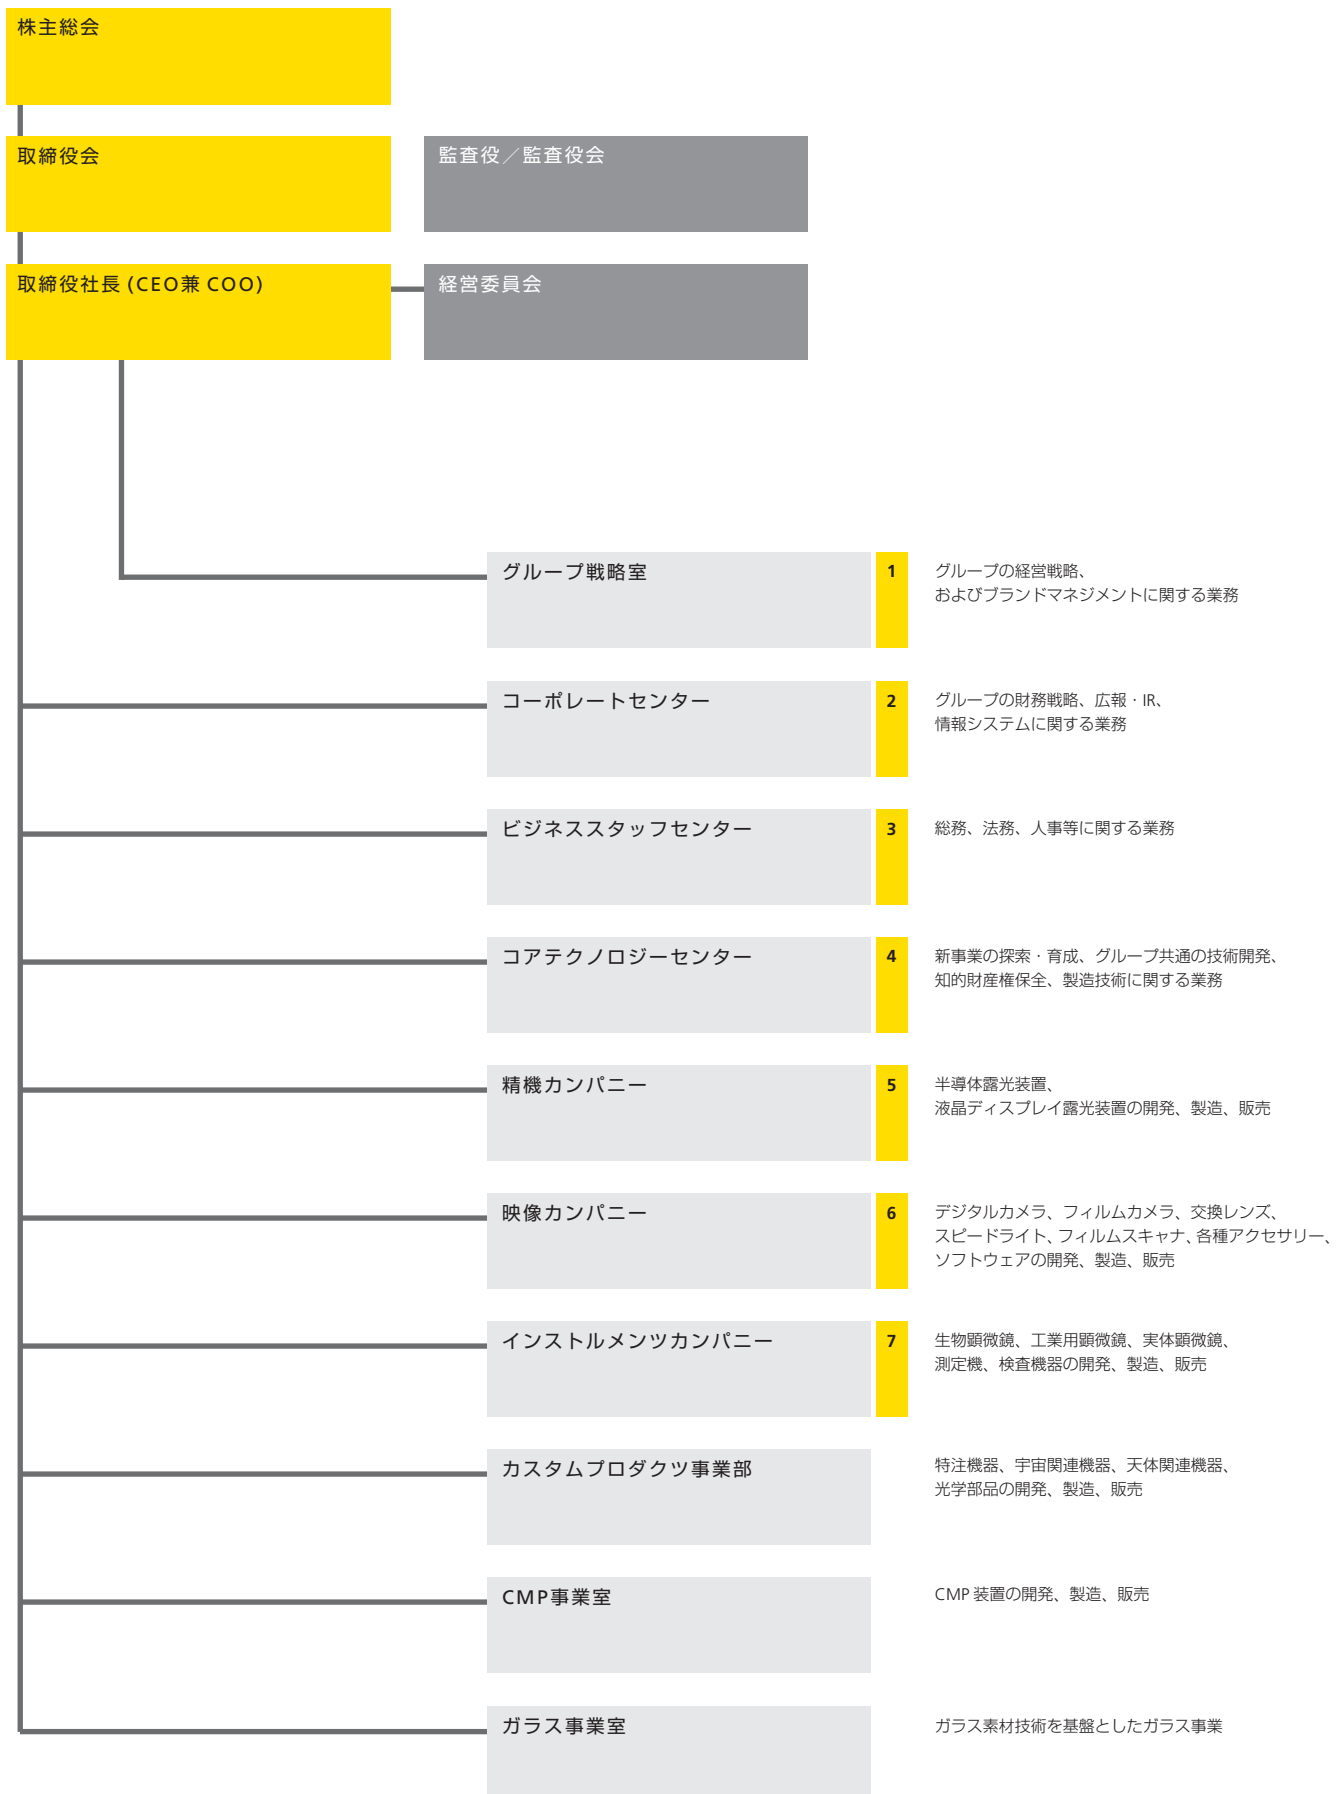 株主総会
取締役会
監査役／監査役会
取締役社長 (CEO兼 COO)
経営委員会
グループ戦略室
1
グループの経営戦略、
およびブランドマネジメントに関する業務
コーポレートセンター
2
グループの財務戦略、広報・IR、
情報システムに関する業務
ビジネススタッフセンター
3
総務、法務、人事等に関する業務
コアテクノロジーセンター
4
新事業の探索・育成、グループ共通の技術開発、
知的財産権保全、製造技術に関する業務
精機カンパニー
5
半導体露光装置、
液晶ディスプレイ露光装置の開発、製造、販売
映像カンパニー
6
デジタルカメラ、フィルムカメラ、交換レンズ、
スピードライト、フィルムスキャナ、各種アクセサリー、
ソフトウェアの開発、製造、販売
インストルメンツカンパニー
7
生物顕微鏡、工業用顕微鏡、実体顕微鏡、
測定機、検査機器の開発、製造、販売
カスタムプロダクツ事業部
特注機器、宇宙関連機器、天体関連機器、
光学部品の開発、製造、販売
CMP事業室
CMP 装置の開発、製造、販売
ガラス事業室
ガラス素材技術を基盤としたガラス事業